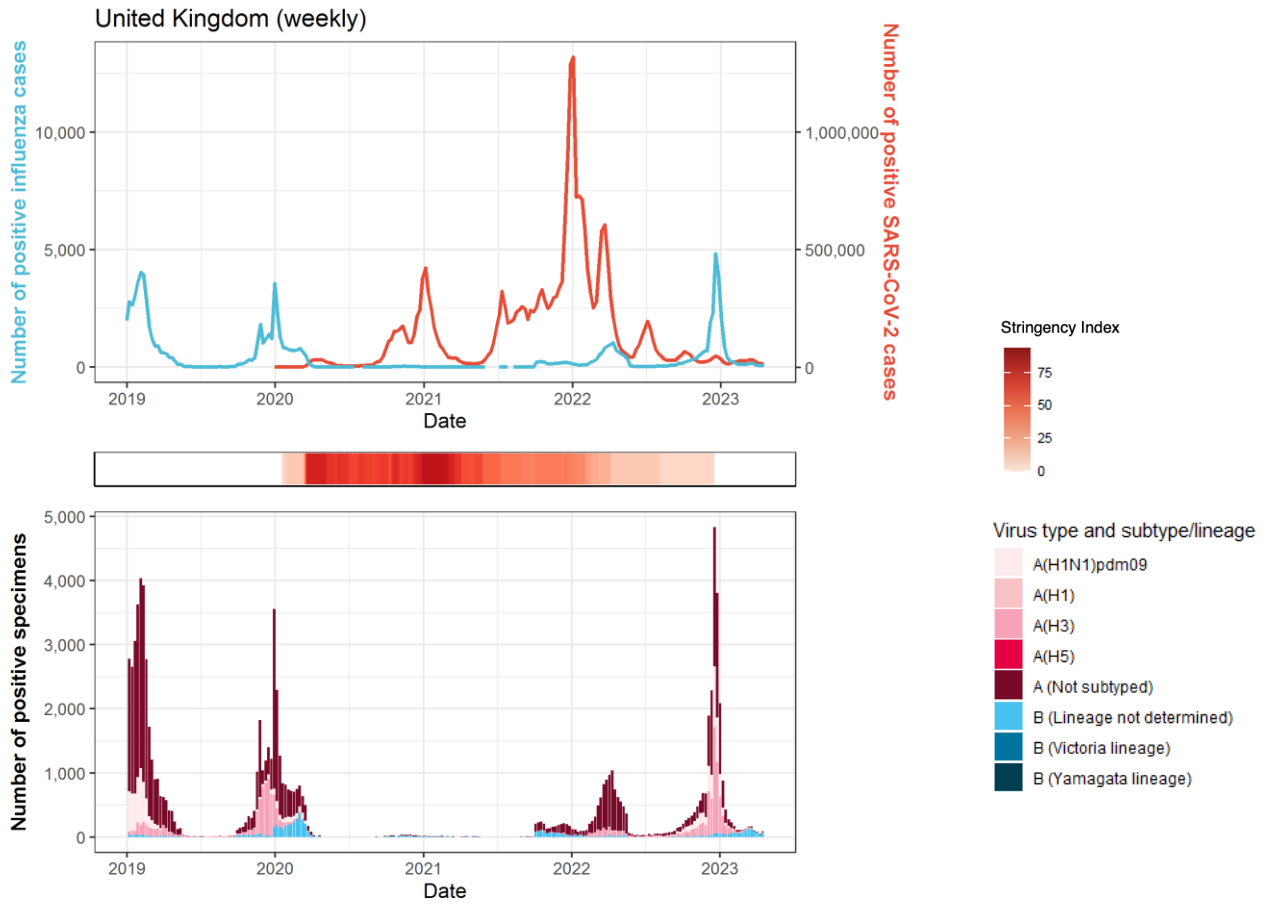 United Kingdom (weekly)
Number of positive influenza cases
10,000
5,000
0
1,000,000
500,000
0
Number of positive SARS-CoV-2 cases
2019
2020
2021
2022
2023
Date
Stringency Index
75
50
25
0
Number of positive specimens
5,000
4,000
3,000
2,000
1,000
0
2019
2020
2021
2022
2023
Date
Virus type and subtype/lineage
A(H1N1)pdm09
A(H1)
A(H3)
A(H5)
A (Not subtyped)
B (Lineage not determined)
B (Victoria lineage)
B (Yamagata lineage)